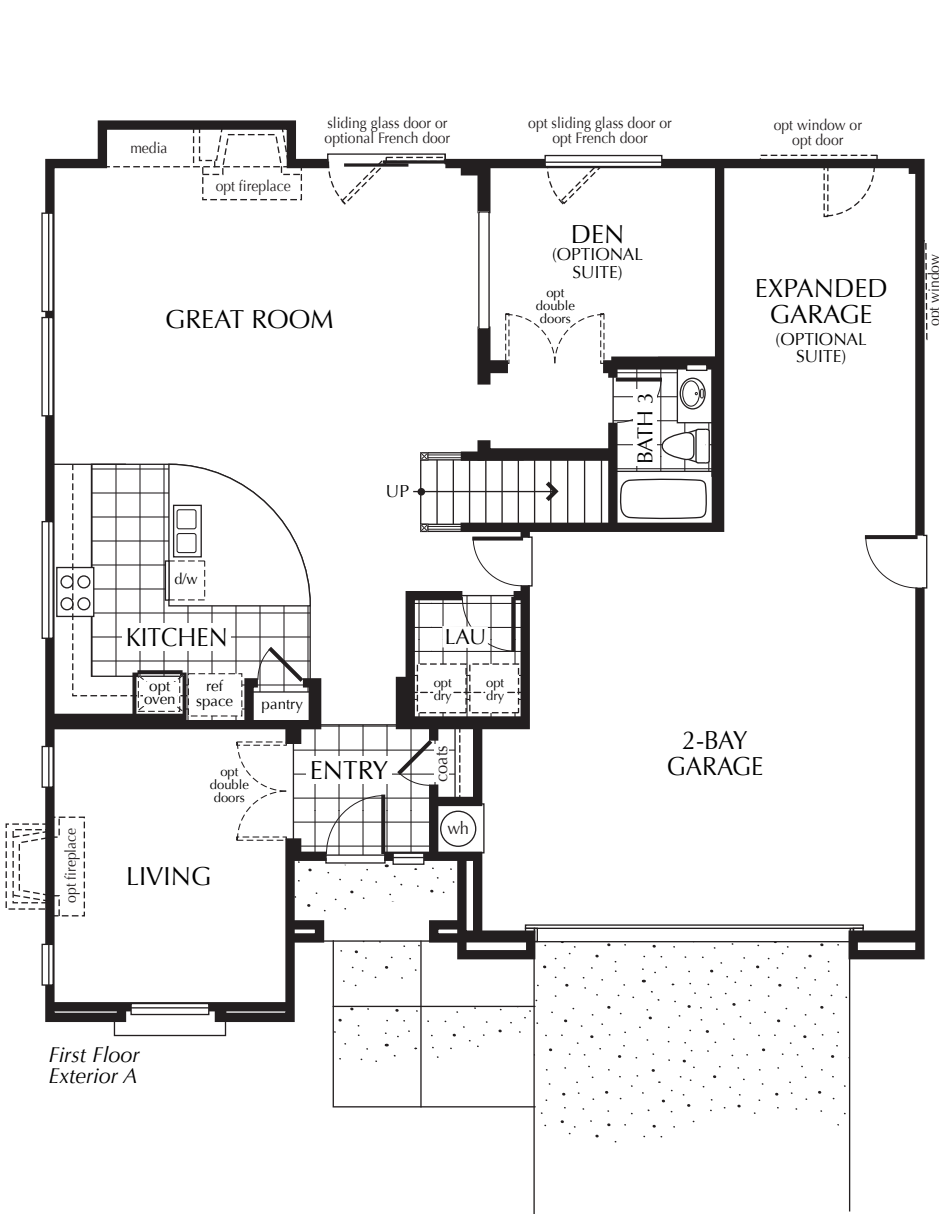 sliding glass door or
optional French door
opt sliding glass door or
opt French door
opt window or
opt door
media
opt fireplace
DEN
(OPTIONAL
SUITE)
opt
double
doors
opt window
EXPANDED
GARAGE
(OPTIONAL
SUITE)
GREAT ROOM
BATH 3
UP
d/w
KITCHEN
LAU
opt
oven
ref
space
pantry
opt
dry
opt
dry
2-BAY
GARAGE
opt
double
doors
ENTRY
coats
wh
opt fireplace
LIVING
First Floor
Exterior A